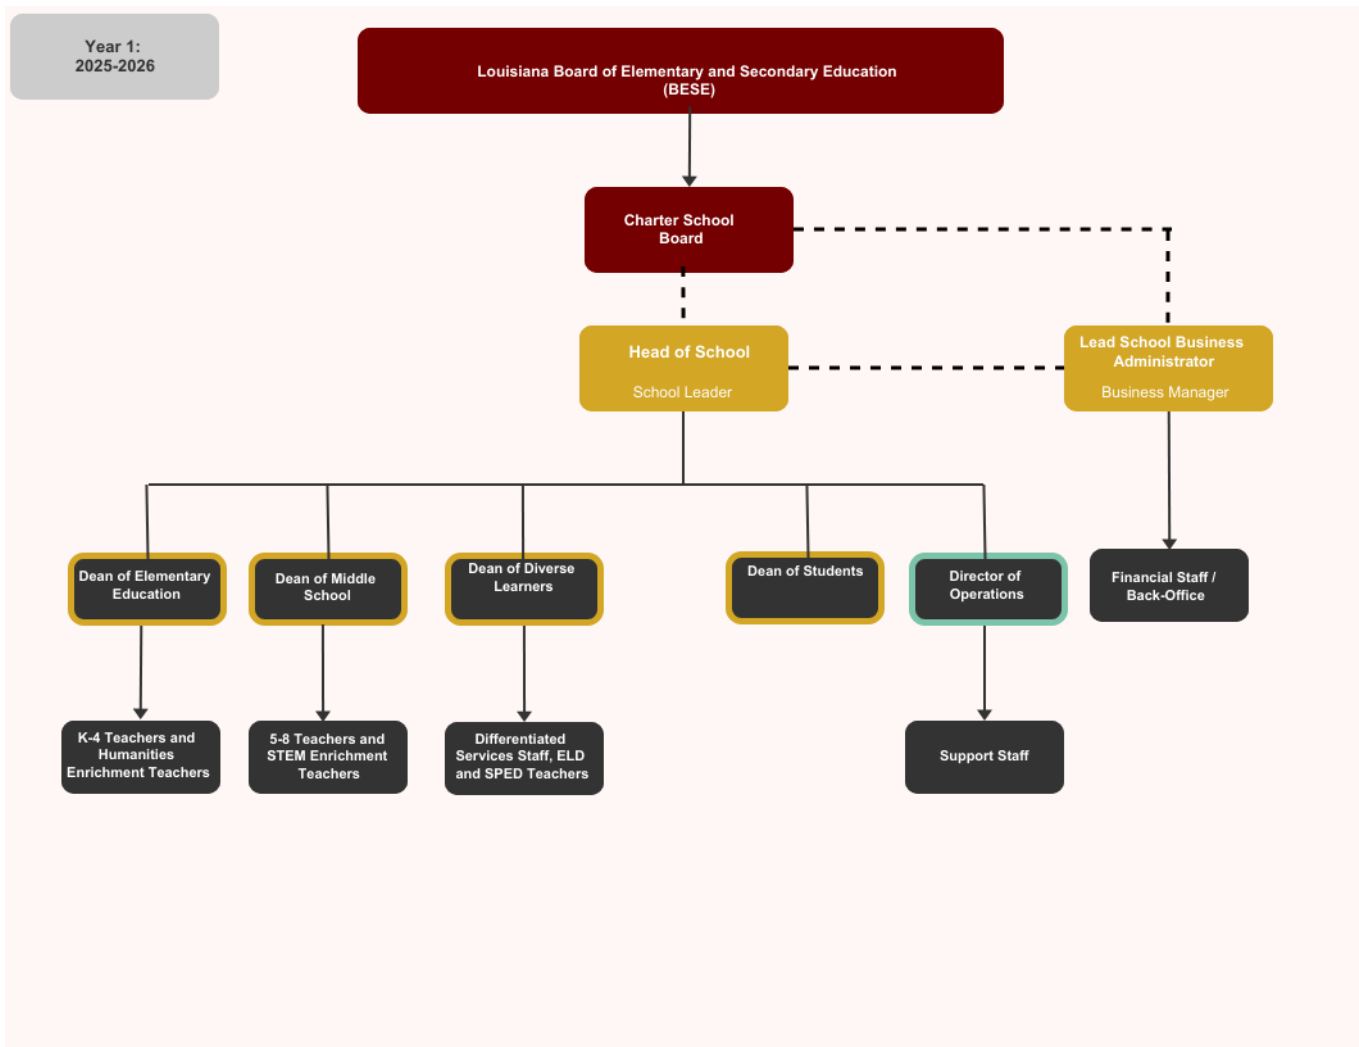 Year 1:
2025-2026
Louisiana Board of Elementary and Secondary Education
(BESE)
Charter School
Board
Head of School
School Leader
Lead School Business
Administrator
Business Manager
Dean of Elementary
Education
Dean of Middle
School
Dean of Diverse
Learners
Dean of Students
Director of
Operations
Financial Staff /
Back-Office
K-4 Teachers and
Humanities
Enrichment Teachers
5-8 Teachers and
STEM Enrichment
Teachers
Differentiated
Services Staff, ELD
and SPED Teachers
Support Staff